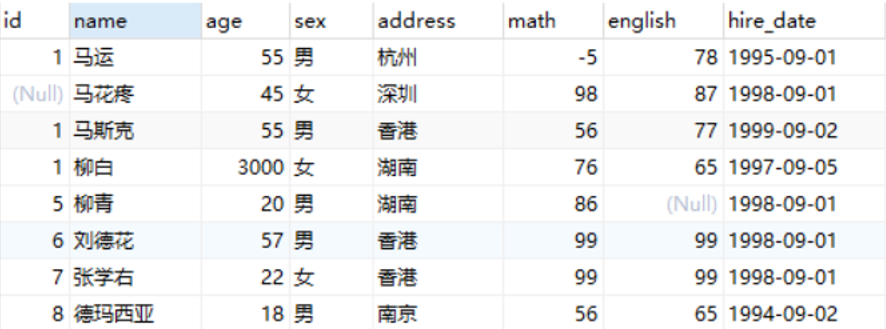 id name age sex address math english hire_date
1 马运 55 男 杭州 -5 78 1995-09-01
(Null) 马花疼 45 女 深圳 98 87 1998-09-01
1 马斯克 55 男 香港 56 77 1999-09-02
1 柳白 3000 女 湖南 76 65 1997-09-05
5 柳青 20 男 湖南 86 (Null) 1998-09-01
6 刘德花 57 男 香港 99 99 1998-09-01
7 张学右 22 女 香港 99 99 1998-09-01
8 德玛西亚 18 男 南京 56 65 1994-09-02